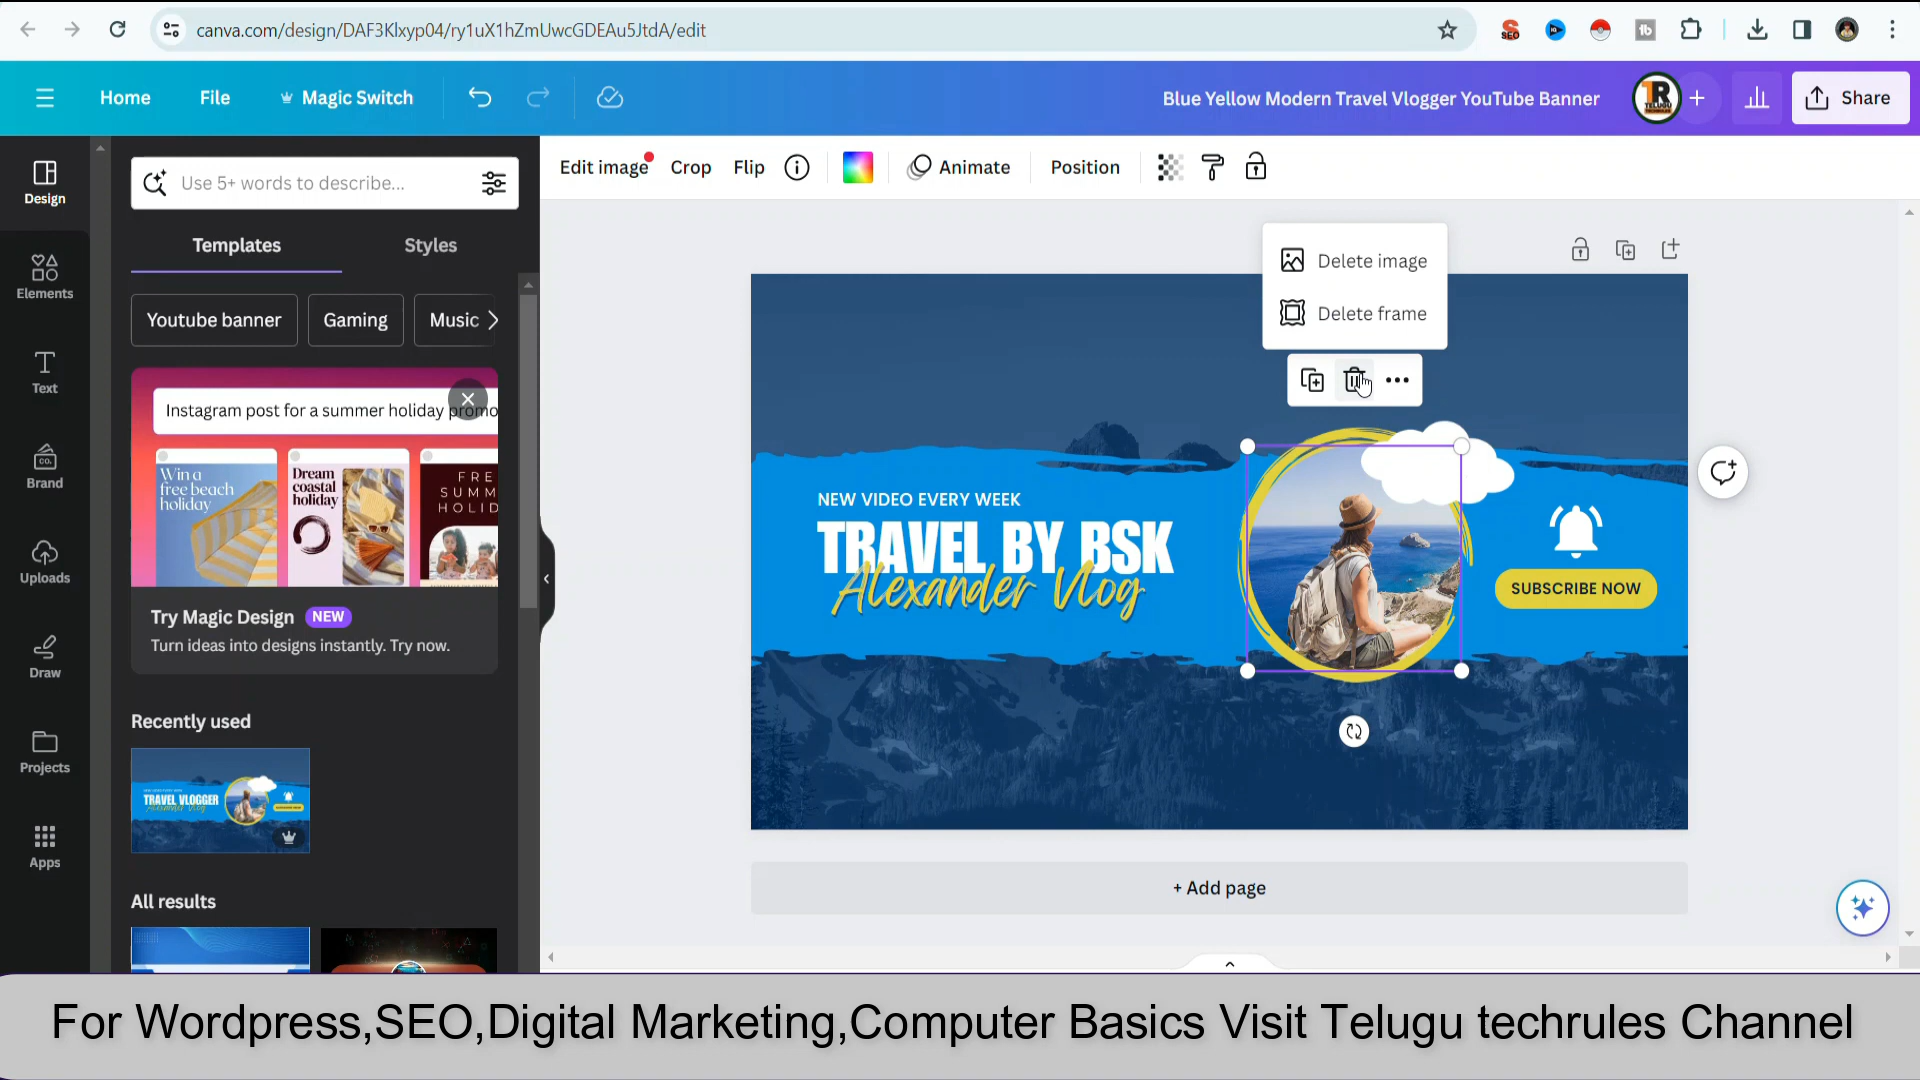 canva.com/design/DAF3Klxyp04/ry1uX1hZmUwcGDEAu5JtdA/edit
Home
File
Magic Switch
Blue Yellow Modern Travel Vlogger YouTube Banner
Share
Design
Elements
Text
Brand
Uploads
Draw
Projects
Apps
Use 5+ words to describe...
Templates
Styles
Youtube banner
Gaming
Music
Instagram post for a summer holiday promo
Win a
free beach
holiday
Dream
coastal
holiday
FRE
SUMM
HOLID
Try Magic Design NEW
Turn ideas into designs instantly. Try now.
Recently used
TRAVEL VLOGGER
Alexander Vlog
All results
Edit image
Crop
Flip
Animate
Position
Delete image
Delete frame
NEW VIDEO EVERY WEEK
TRAVEL BY BSK
Alexander Vlog
SUBSCRIBE NOW
+ Add page
For Wordpress,SEO,Digital Marketing,Computer Basics Visit Telugu techrules Channel